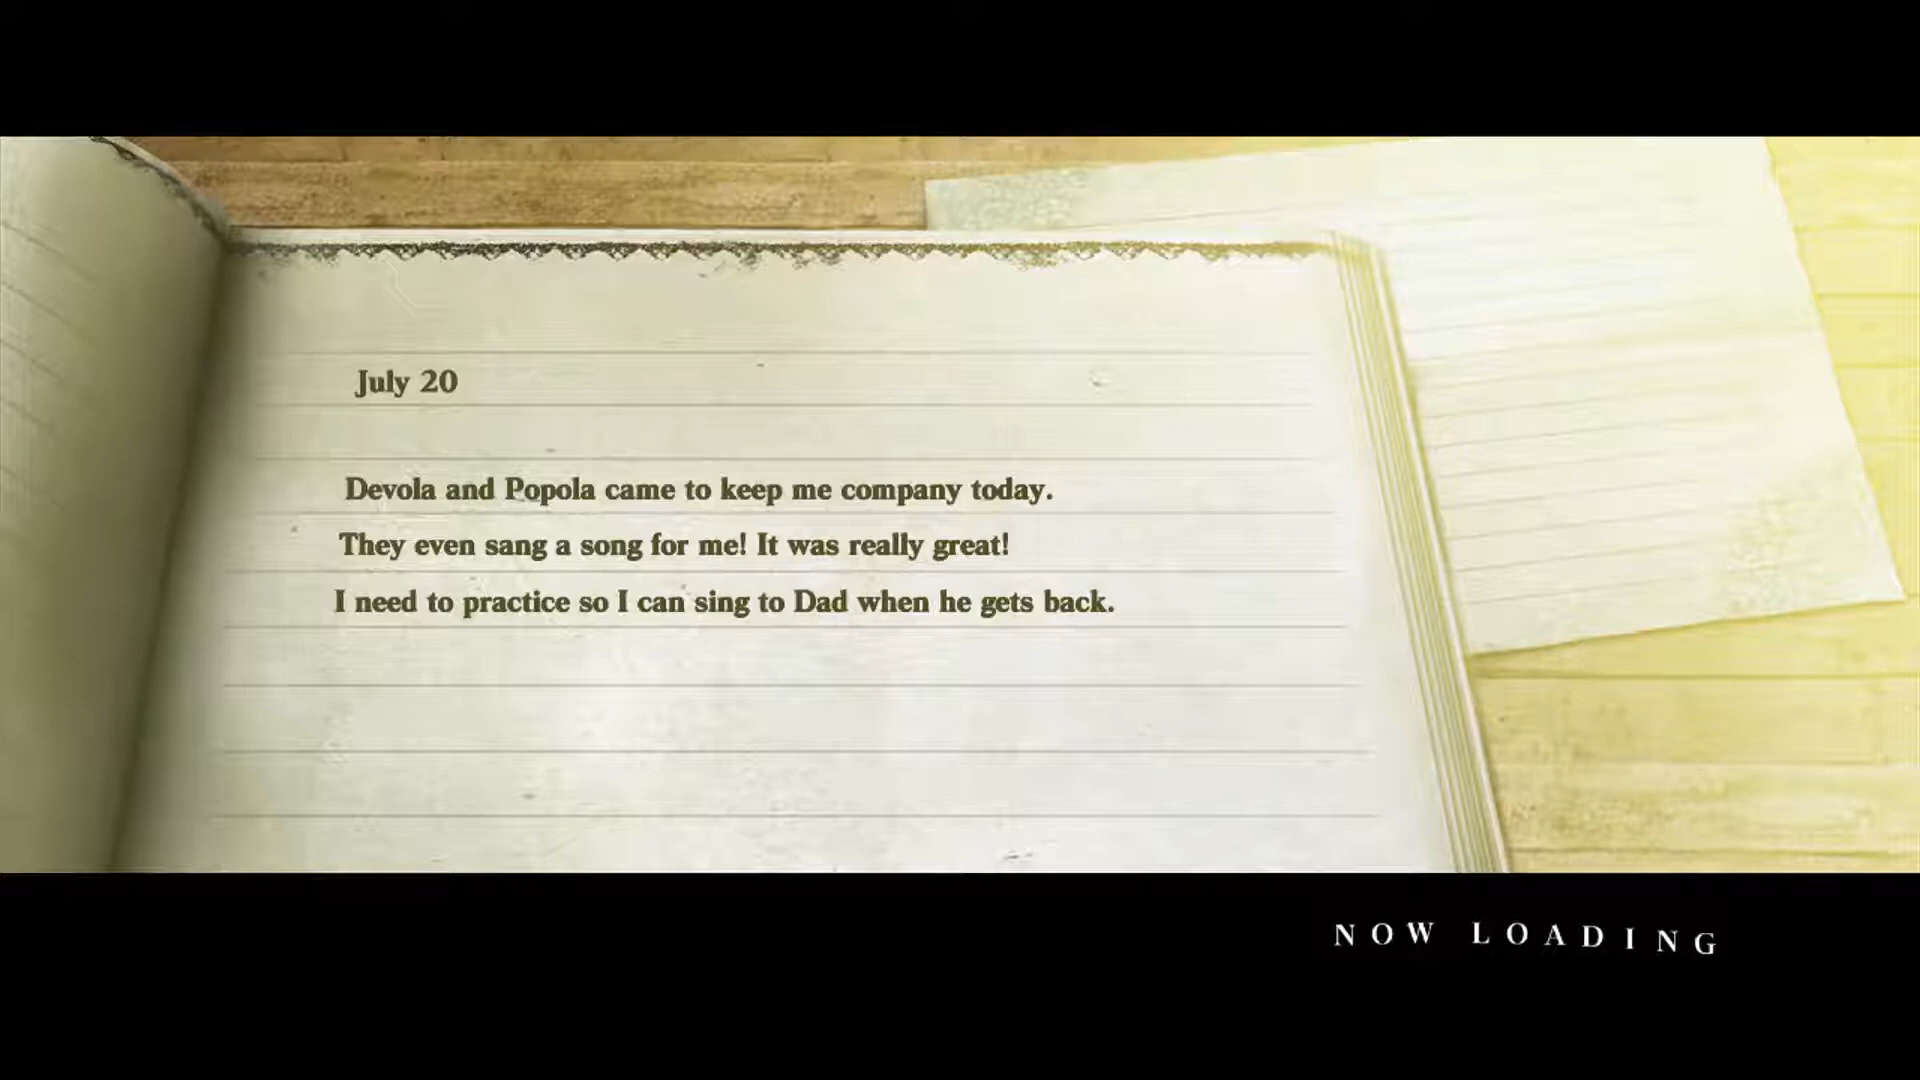 July 20
Devola and Popola came to keep me company today.
They even sang a song for me! It was really great!
I need to practice so I can sing to Dad when he gets back.
NOW LOADING